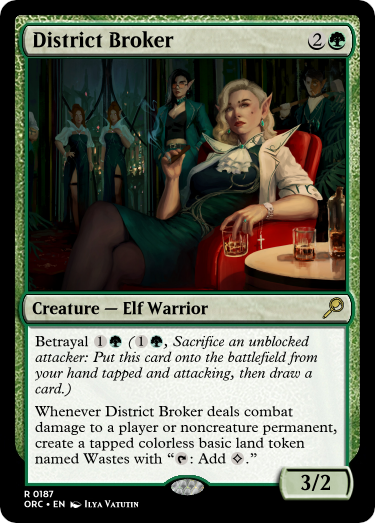 District Broker 2
Creature — Elf Warrior
Betrayal 1 (1, Sacrifice an unblocked
attacker: Put this card onto the battlefield from
your hand tapped and attacking, then draw a
card.)
Whenever District Broker deals combat
damage to a player or noncreature permanent,
create a tapped colorless basic land token
named Wastes with “: Add .”
3/2
R 0187
ORC • EN Ilya Vatutin